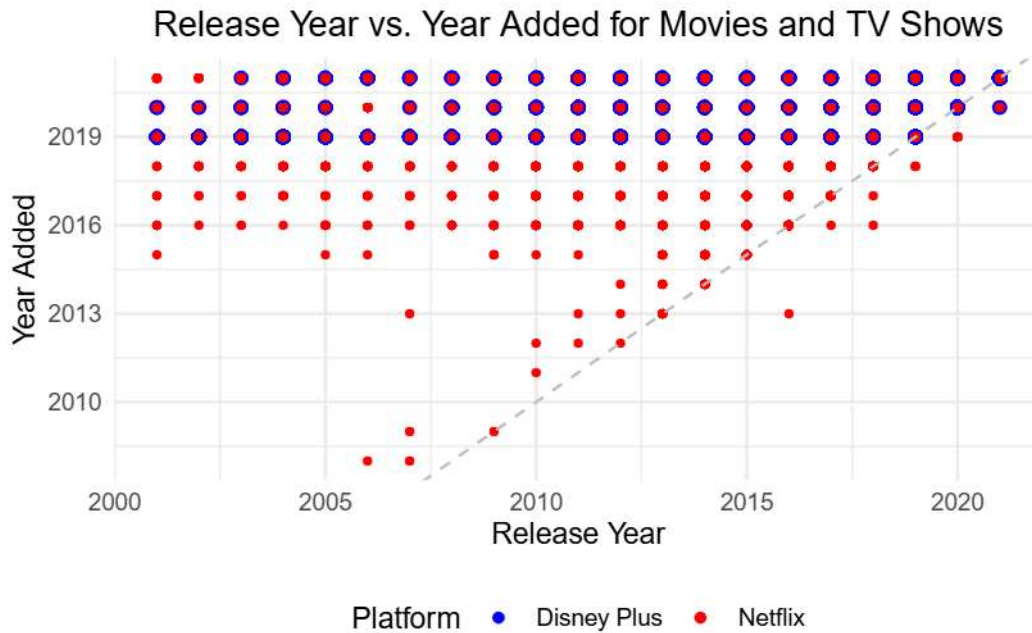 Release Year vs. Year Added for Movies and TV Shows
Year Added
2019
2016
2013
2010
2000 2005 2010 2015 2020
Release Year
Platform Disney Plus Netflix